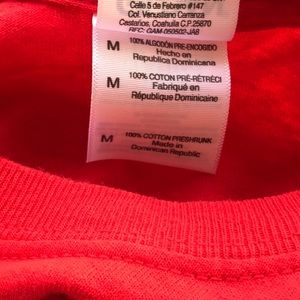 Calle 5 de Febrero #147
Col. Venustiano Carranza
Castaños, Coahuila C.P. 25870
RFC: GAM-050502-JA8
M 100% ALGODÓN PRE-ENCOGIDO
Hecho en
Republica Dominicana
M 100% COTON PRÉ-RÉTRÉCI
Fabriqué en
République Dominicaine
M 100% COTTON PRESHRUNK
Made in
Dominican Republic